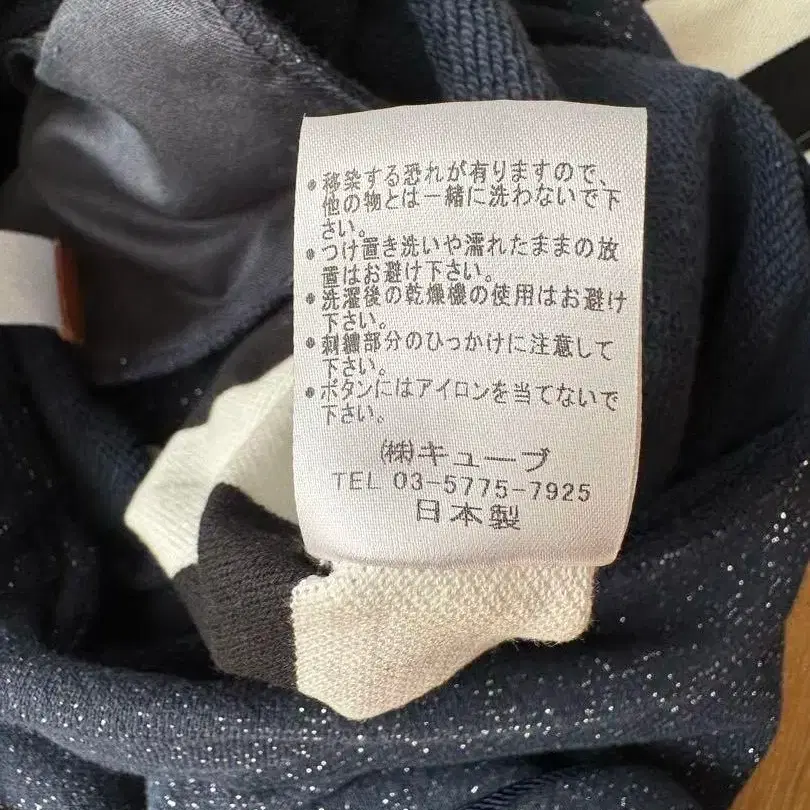 •移染する恐れが有りますので、
他の物とは一緒に洗わないで下
さい。
•つけ置き洗いや濡れたままの放
置はお避け下さい。
•洗濯後の乾燥機の使用はお避け
下さい。
•刺繍部分のひっかけに注意して
下さい。
•ボタンにはアイロンを当てないで
下さい。
㈱キューブ
TEL 03-5775-7925
日本製